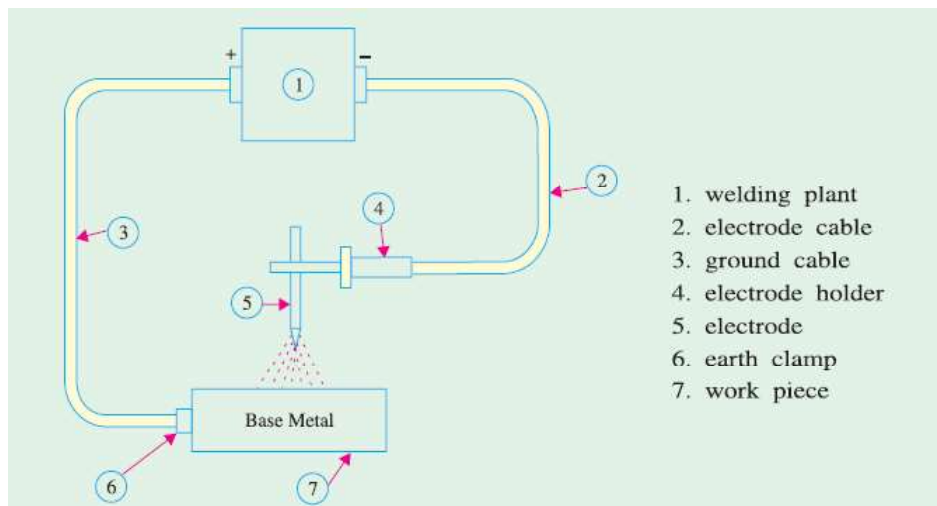 + −
1
2
4
3
5
Base Metal
6
7
1. welding plant
2. electrode cable
3. ground cable
4. electrode holder
5. electrode
6. earth clamp
7. work piece